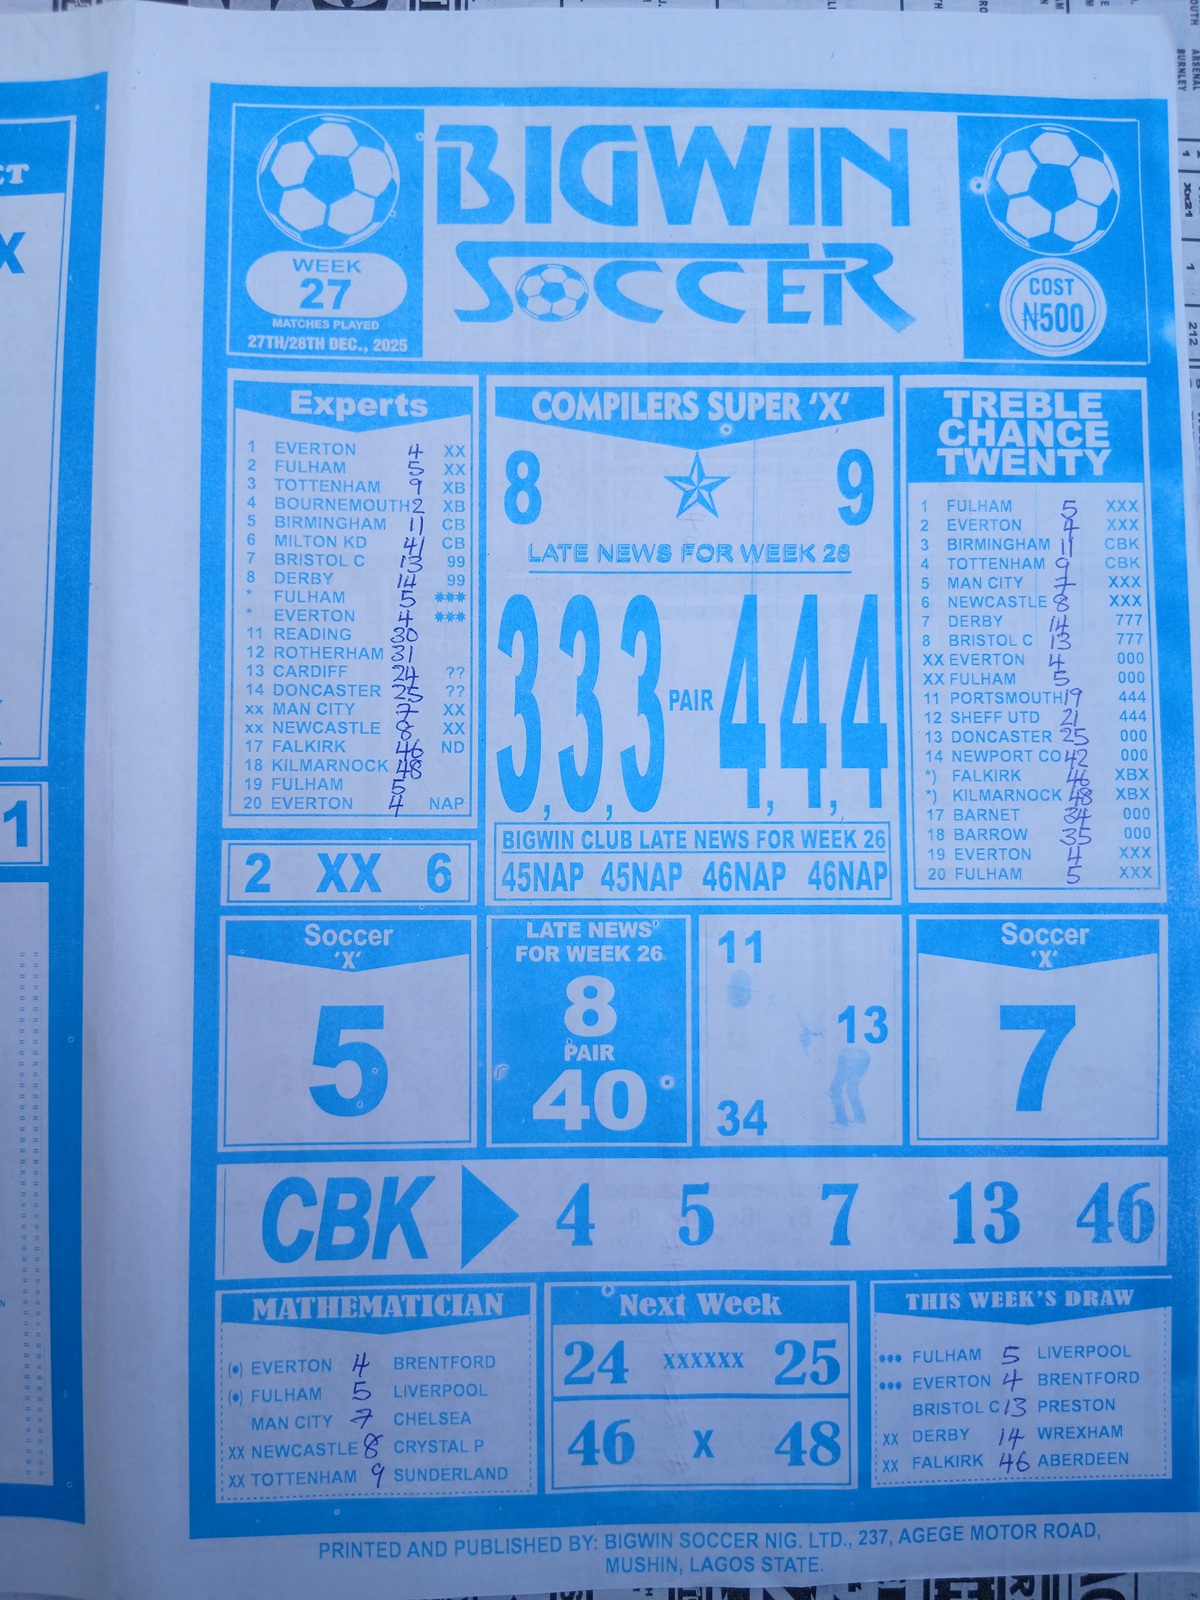 BIGWIN
SOCCER
WEEK
27
MATCHES PLAYED
27TH/28TH DEC., 2025
COST
₦500
Experts
1 EVERTON 4 XX
2 FULHAM 5 XX
3 TOTTENHAM 9 XB
4 BOURNEMOUTH 2 XB
5 BIRMINGHAM 11 CB
6 MILTON KD 41 CB
7 BRISTOL C 13 99
8 DERBY 14 99
* FULHAM 5 ***
* EVERTON 4 ***
11 READING 30
12 ROTHERHAM 31
13 CARDIFF 24 ??
14 DONCASTER 25 ??
xx MAN CITY 7 XX
xx NEWCASTLE 8 XX
17 FALKIRK 46 ND
18 KILMARNOCK 48
19 FULHAM 5
20 EVERTON 4 NAP
2 XX 6
COMPILERS SUPER 'X'
8 9
LATE NEWS FOR WEEK 26
3,3,3 PAIR 4,4,4
BIGWIN CLUB LATE NEWS FOR WEEK 26
45NAP 45NAP 46NAP 46NAP
TREBLE
CHANCE
TWENTY
1 FULHAM 5 XXX
2 EVERTON 4 XXX
3 BIRMINGHAM 11 CBK
4 TOTTENHAM 9 CBK
5 MAN CITY 7 XXX
6 NEWCASTLE 8 XXX
7 DERBY 14 777
8 BRISTOL C 13 777
XX EVERTON 4 000
XX FULHAM 5 000
11 PORTSMOUTH 19 444
12 SHEFF UTD 21 444
13 DONCASTER 25 000
14 NEWPORT CO 42 000
*) FALKIRK 46 XBX
*) KILMARNOCK 48 XBX
17 BARNET 34 000
18 BARROW 35 000
19 EVERTON 4 XXX
20 FULHAM 5 XXX
Soccer
'X'
5
LATE NEWS
FOR WEEK 26
8
PAIR
40
11
13
34
Soccer
'X'
7
CBK 4 5 7 13 46
MATHEMATICIAN
(•) EVERTON 4 BRENTFORD
(•) FULHAM 5 LIVERPOOL
MAN CITY 7 CHELSEA
XX NEWCASTLE 8 CRYSTAL P
XX TOTTENHAM 9 SUNDERLAND
Next Week
24 XXXXXX 25
46 X 48
THIS WEEK'S DRAW
••• FULHAM 5 LIVERPOOL
••• EVERTON 4 BRENTFORD
BRISTOL C 13 PRESTON
XX DERBY 14 WREXHAM
XX FALKIRK 46 ABERDEEN
PRINTED AND PUBLISHED BY: BIGWIN SOCCER NIG. LTD., 237, AGEGE MOTOR ROAD,
MUSHIN, LAGOS STATE.
CT
X
1
ARSENAL
BURNLEY
Xx21
212